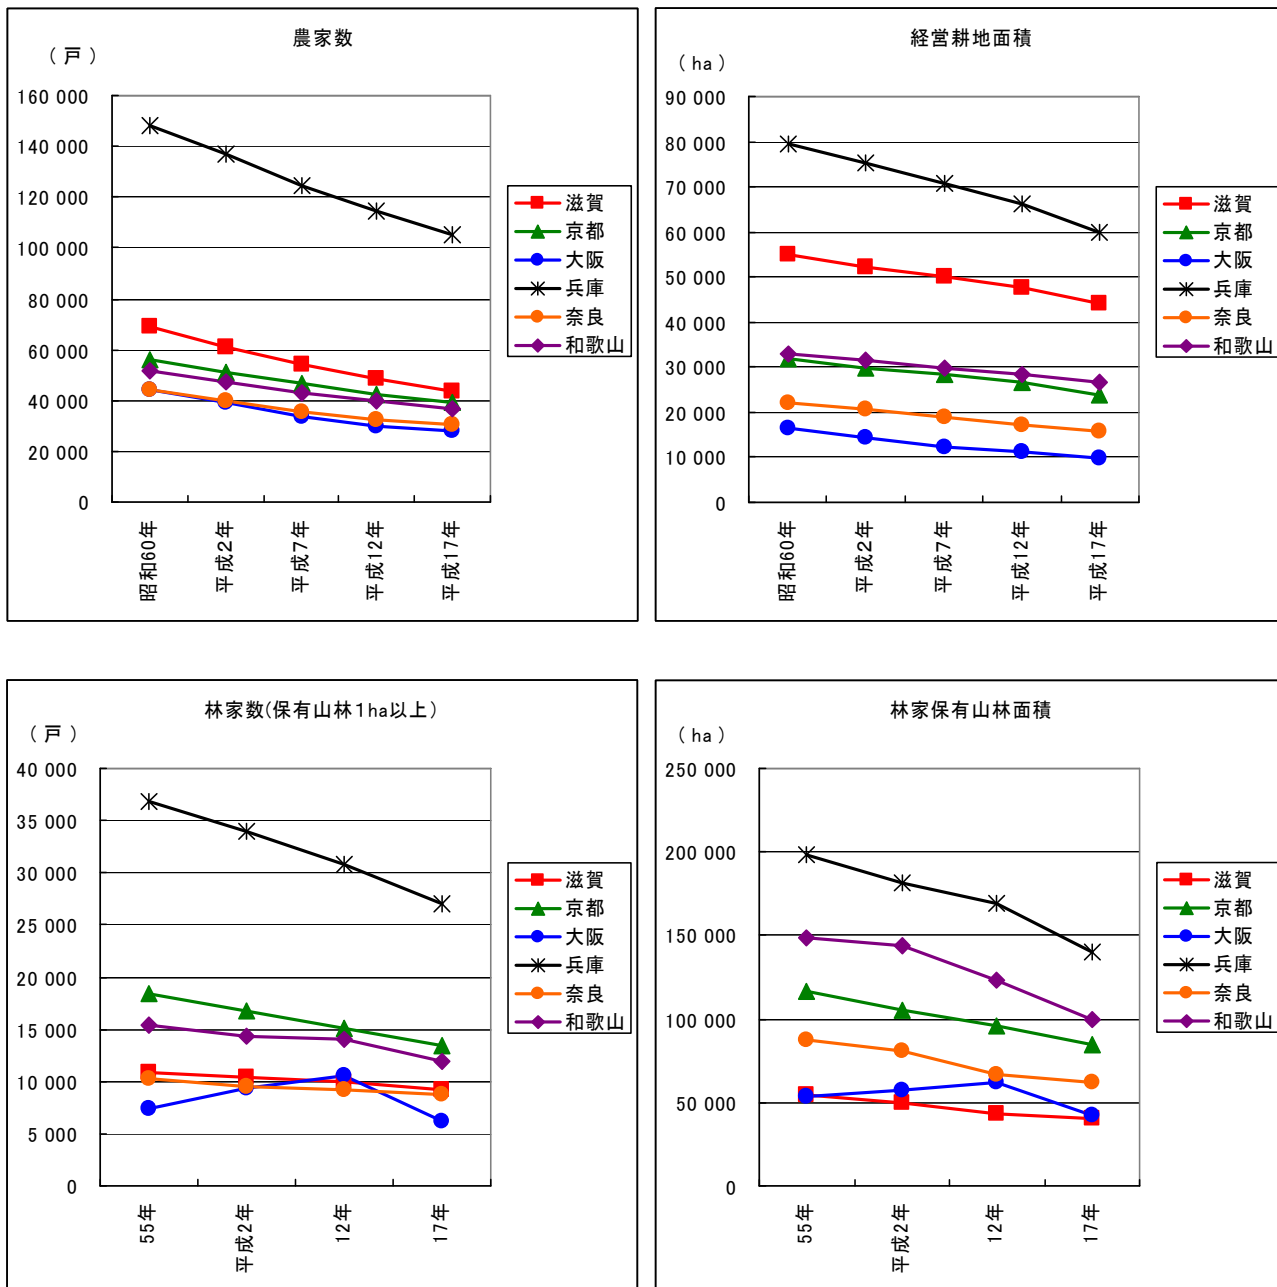 農家数
(戸)
160 000
140 000
120 000
100 000
80 000
60 000
40 000
20 000
0
昭和60年
平成2年
平成7年
平成12年
平成17年
滋賀
京都
大阪
兵庫
奈良
和歌山
経営耕地面積
(ha)
90 000
80 000
70 000
60 000
50 000
40 000
30 000
20 000
10 000
0
昭和60年
平成2年
平成7年
平成12年
平成17年
滋賀
京都
大阪
兵庫
奈良
和歌山
林家数(保有山林1ha以上)
(戸)
40 000
35 000
30 000
25 000
20 000
15 000
10 000
5 000
0
55年
平成2年
12年
17年
滋賀
京都
大阪
兵庫
奈良
和歌山
林家保有山林面積
(ha)
250 000
200 000
150 000
100 000
50 000
0
55年
平成2年
12年
17年
滋賀
京都
大阪
兵庫
奈良
和歌山